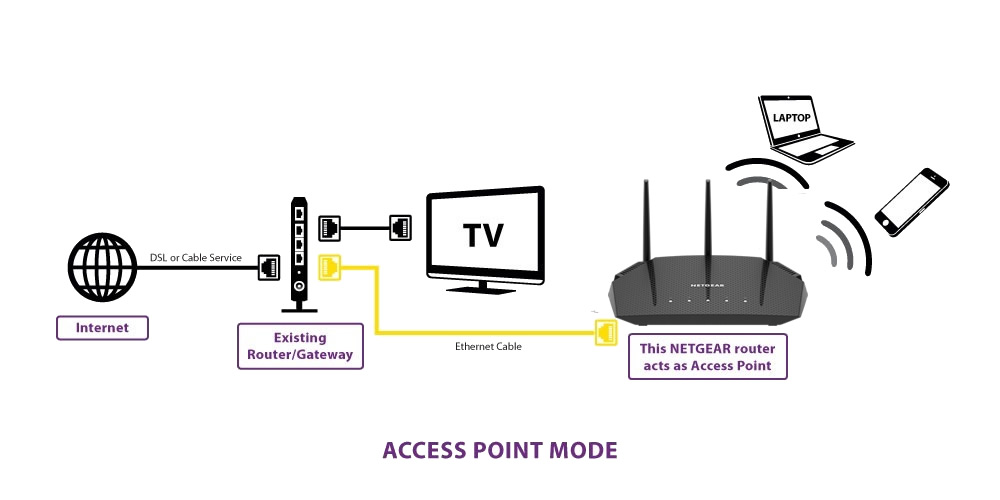 LAPTOP
TV
NETGEAR
DSL or Cable Service
Internet
Existing
Router/Gateway
Ethernet Cable
This NETGEAR router
acts as Access Point
ACCESS POINT MODE